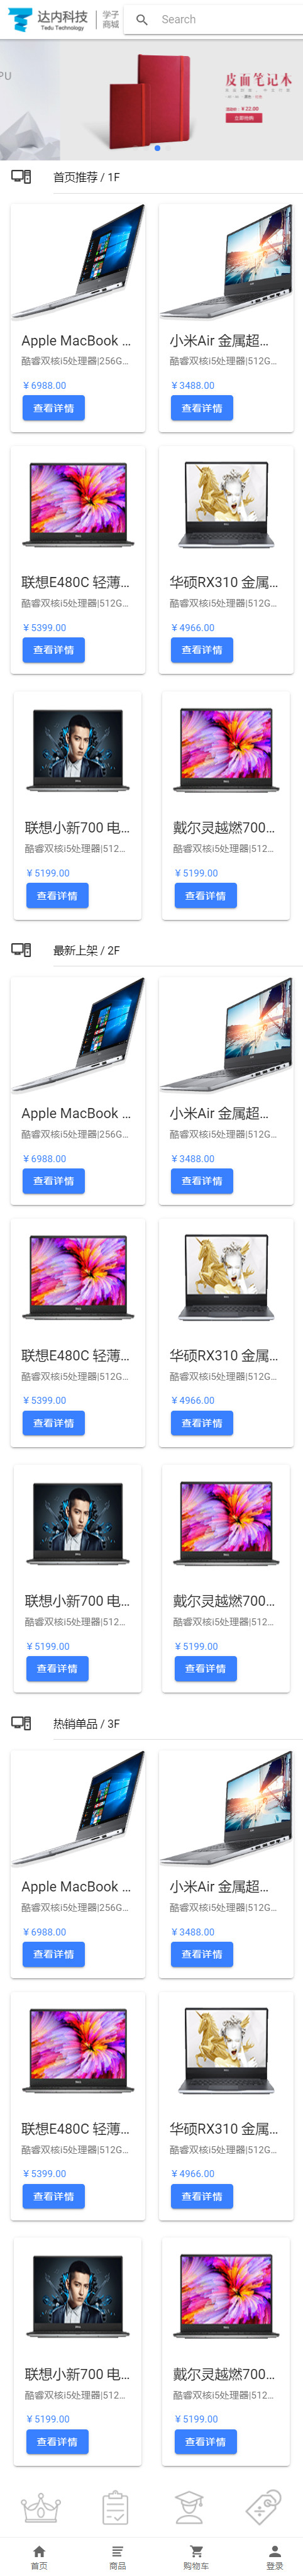 达内科技
Tedu Technology
学子
商城
Search
PU
皮面笔记本
¥22.00
立即抢购
首页推荐 / 1F
Apple MacBook ...
小米Air 金属超...
酷睿双核i5处理器|256G...
酷睿双核i5处理器|512G...
¥ 6988.00
¥ 3488.00
查看详情
查看详情
联想E480C 轻薄...
华硕RX310 金属...
酷睿双核i5处理器|512G...
酷睿双核i5处理器|512G...
¥ 5399.00
¥ 4966.00
查看详情
查看详情
联想小新700 电...
戴尔灵越燃700...
酷睿双核i5处理器|512...
酷睿双核i5处理器|512...
¥ 5199.00
¥ 5199.00
查看详情
查看详情
最新上架 / 2F
Apple MacBook ...
小米Air 金属超...
酷睿双核i5处理器|256G...
酷睿双核i5处理器|512G...
¥ 6988.00
¥ 3488.00
查看详情
查看详情
联想E480C 轻薄...
华硕RX310 金属...
酷睿双核i5处理器|512G...
酷睿双核i5处理器|512G...
¥ 5399.00
¥ 4966.00
查看详情
查看详情
联想小新700 电...
戴尔灵越燃700...
酷睿双核i5处理器|512...
酷睿双核i5处理器|512...
¥ 5199.00
¥ 5199.00
查看详情
查看详情
热销单品 / 3F
Apple MacBook ...
小米Air 金属超...
酷睿双核i5处理器|256G...
酷睿双核i5处理器|512G...
¥ 6988.00
¥ 3488.00
查看详情
查看详情
联想E480C 轻薄...
华硕RX310 金属...
酷睿双核i5处理器|512G...
酷睿双核i5处理器|512G...
¥ 5399.00
¥ 4966.00
查看详情
查看详情
联想小新700 电...
戴尔灵越燃700...
酷睿双核i5处理器|512...
酷睿双核i5处理器|512...
¥ 5199.00
¥ 5199.00
查看详情
查看详情
首页
商品
购物车
登录